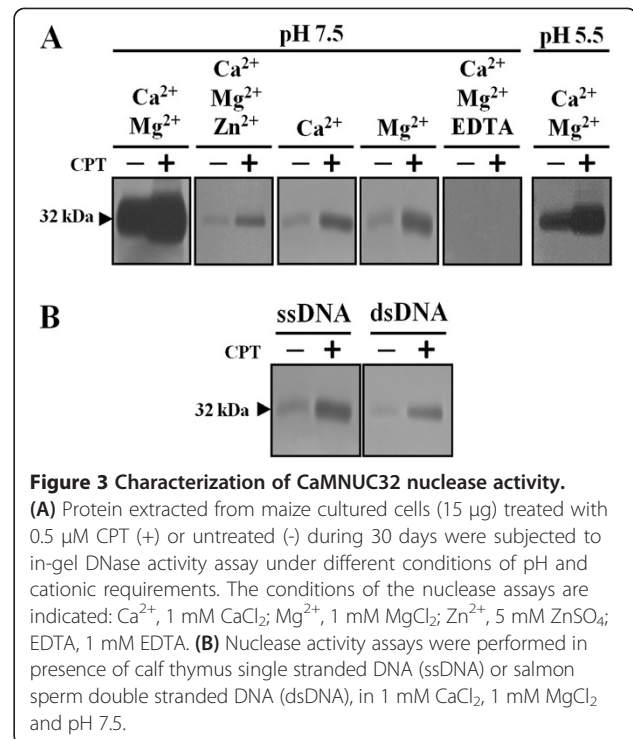 A
pH 7.5 pH 5.5
Ca²⁺ Mg²⁺
Ca²⁺ Mg²⁺ Zn²⁺
Ca²⁺
Mg²⁺
Ca²⁺ Mg²⁺ EDTA
Ca²⁺ Mg²⁺
CPT − + − + − + − + − + − +
32 kDa
B
ssDNA dsDNA
CPT − + − +
32 kDa
Figure 3 Characterization of CaMNUC32 nuclease activity.
(A) Protein extracted from maize cultured cells (15 μg) treated with
0.5 μM CPT (+) or untreated (-) during 30 days were subjected to
in-gel DNase activity assay under different conditions of pH and
cationic requirements. The conditions of the nuclease assays are
indicated: Ca²⁺, 1 mM CaCl₂; Mg²⁺, 1 mM MgCl₂; Zn²⁺, 5 mM ZnSO₄;
EDTA, 1 mM EDTA. (B) Nuclease activity assays were performed in
presence of calf thymus single stranded DNA (ssDNA) or salmon
sperm double stranded DNA (dsDNA), in 1 mM CaCl₂, 1 mM MgCl₂
and pH 7.5.